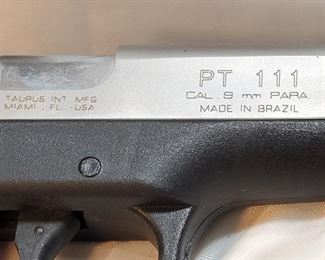 TAURUS INT. MFG
MIAMI - FL. -USA
PT 111
CAL. 9 mm PARA
MADE IN BRAZIL